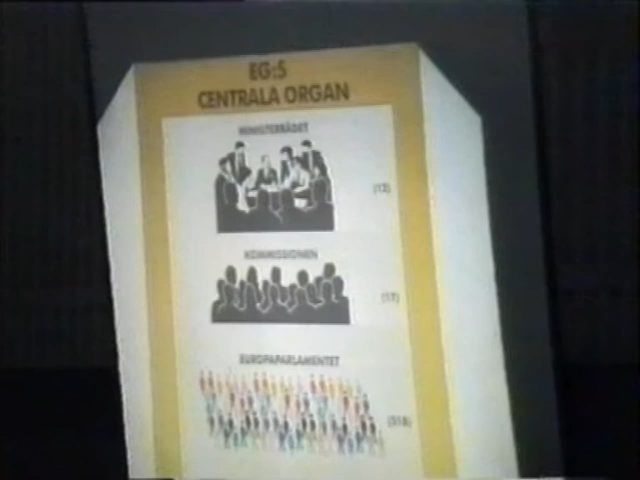 EG:S
CENTRALA ORGAN
MINISTERRÅDET
(12)
KOMMISSIONEN
(17)
EUROPAPARLAMENTET
(518)